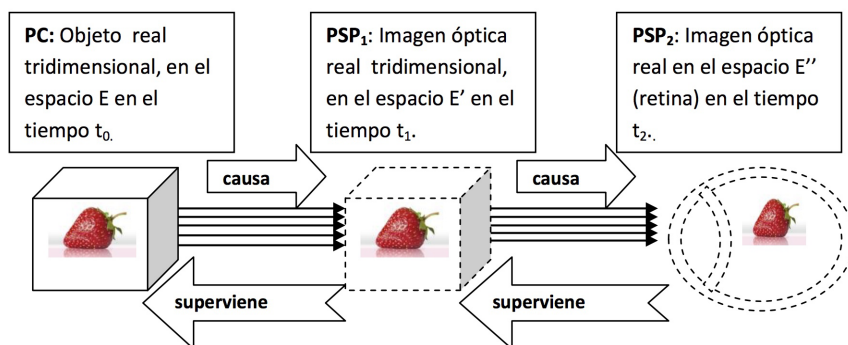 PC: Objeto real
tridimensional, en el
espacio E en el
tiempo t₀.
PSP₁: Imagen óptica
real tridimensional,
en el espacio E’ en el
tiempo t₁.
PSP₂: Imagen óptica
real en el espacio E’’
(retina) en el tiempo
t₂..
causa
causa
superviene
superviene